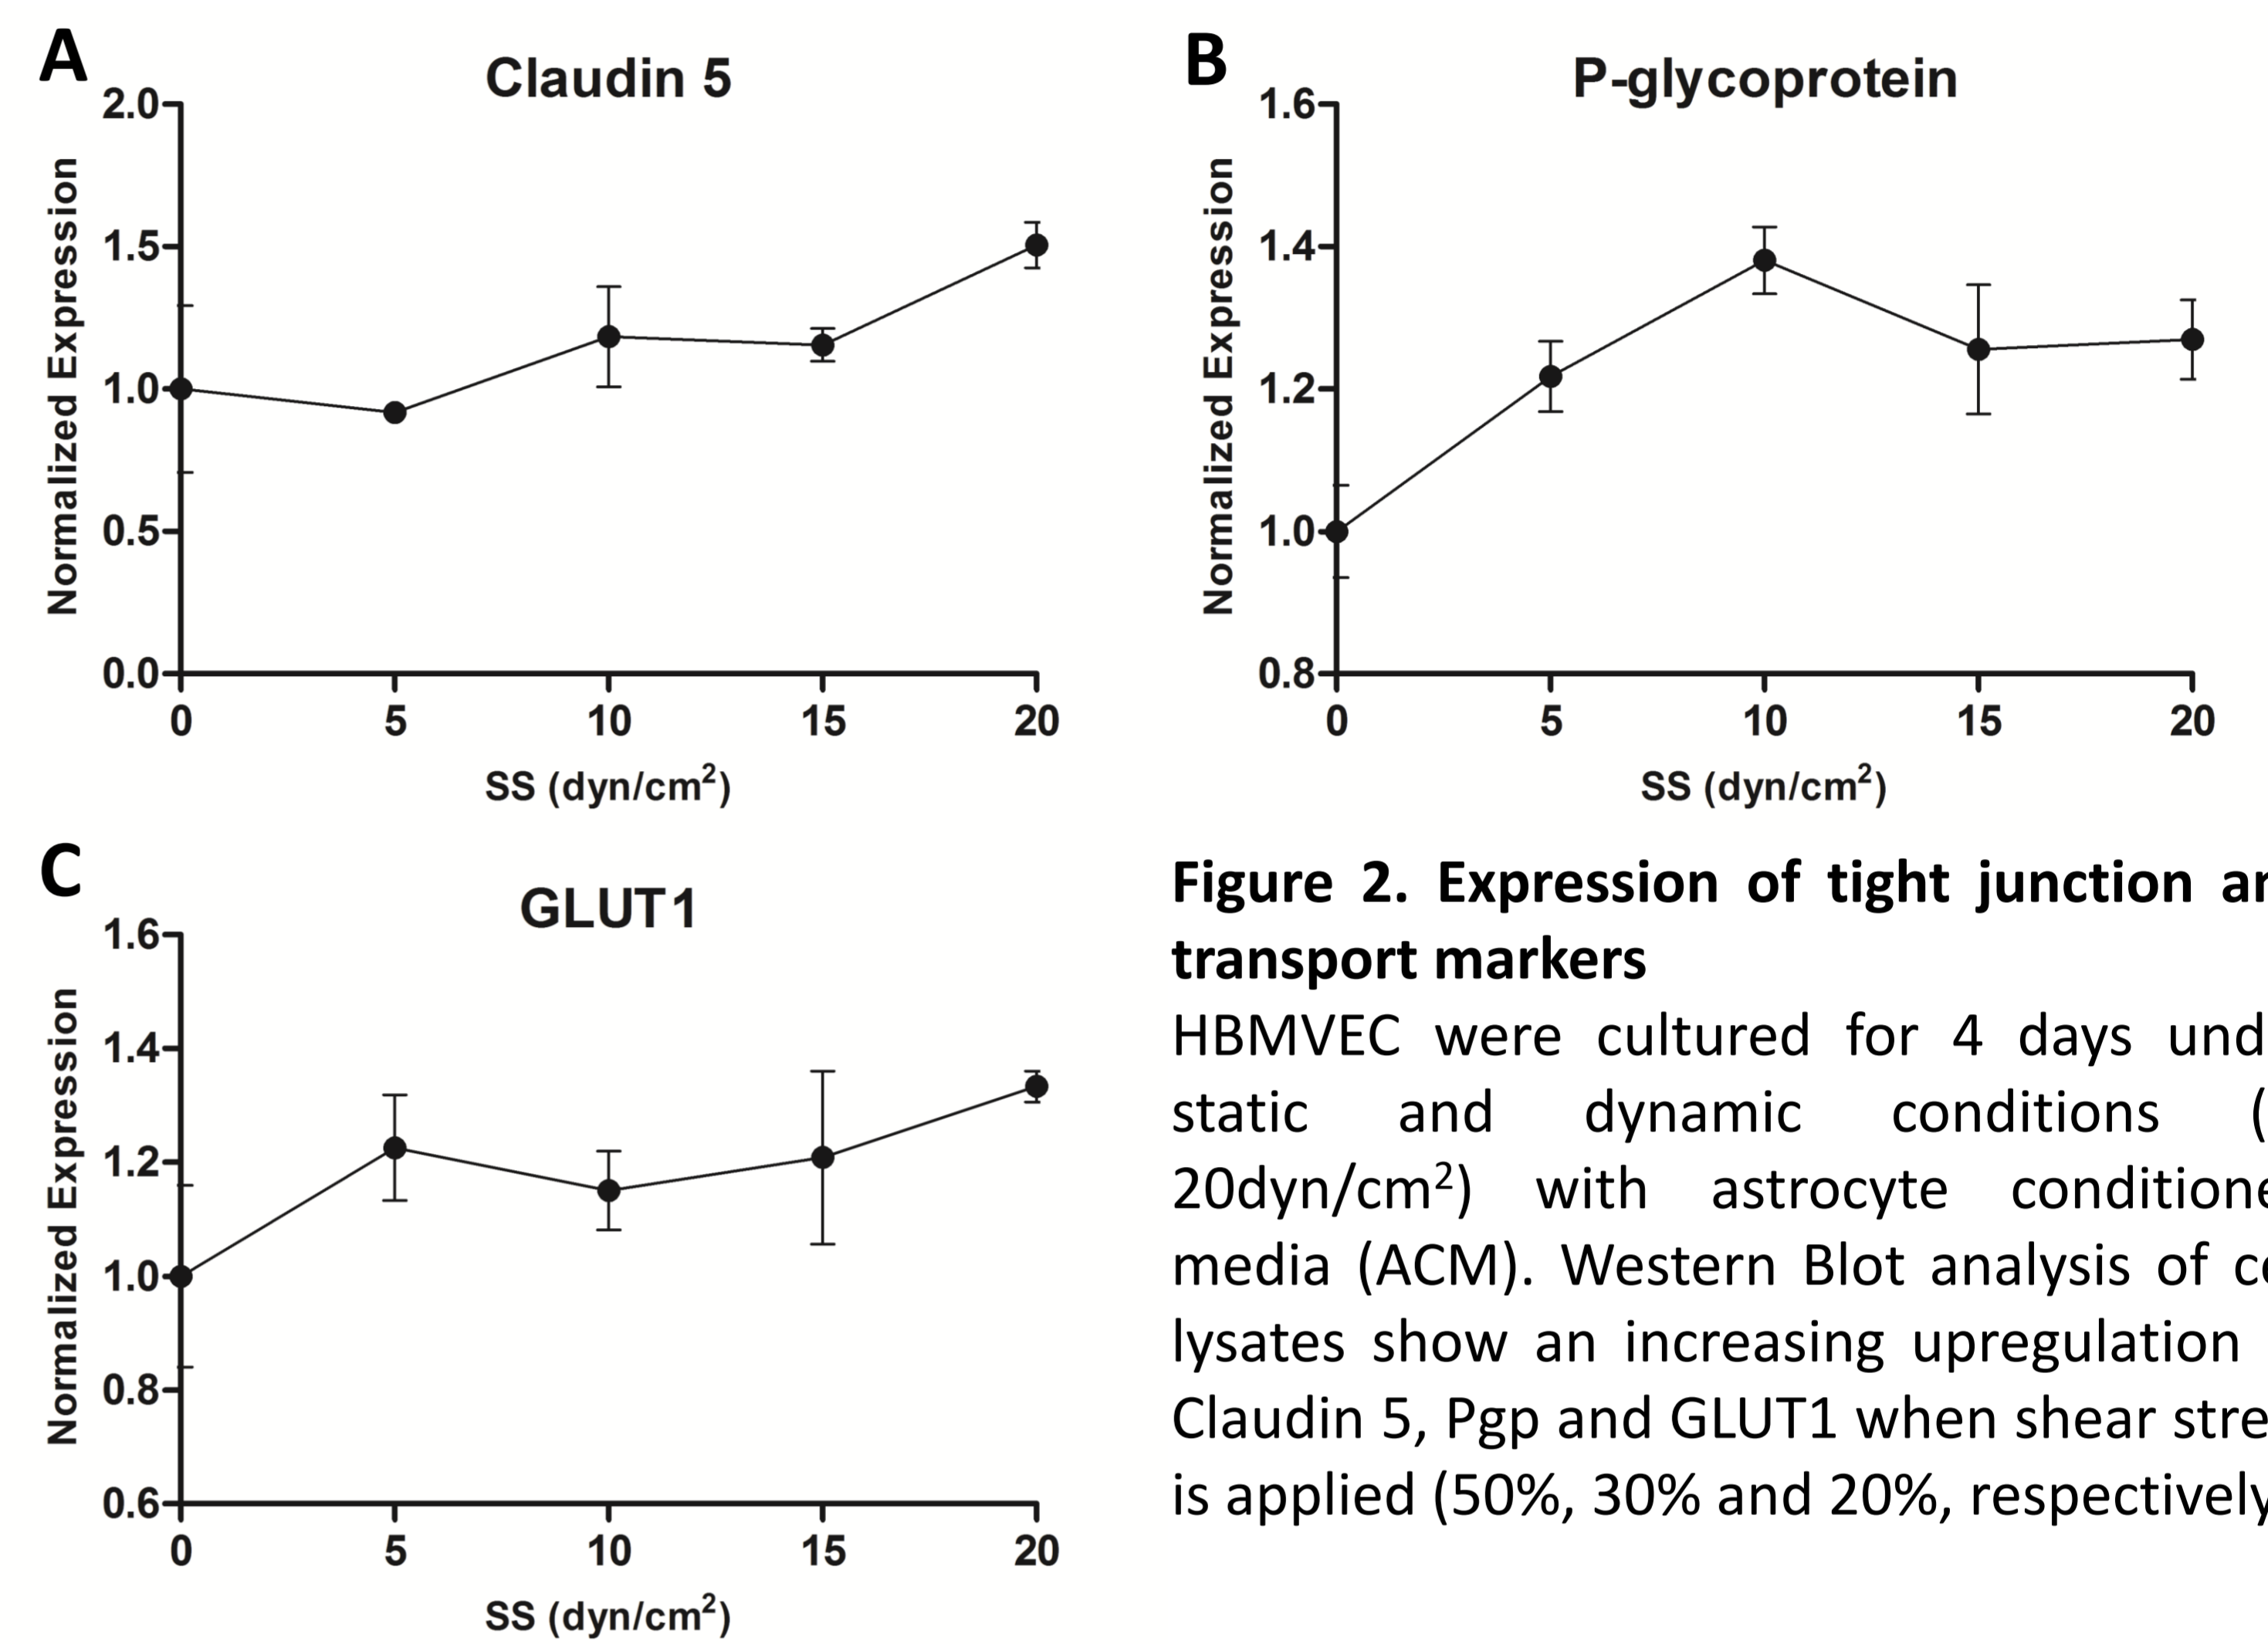 A
Claudin 5
Normalized Expression
2.0
1.5
1.0
0.5
0.0
0 5 10 15 20
SS (dyn/cm²)
B
P-glycoprotein
Normalized Expression
1.6
1.4
1.2
1.0
0.8
0 5 10 15 20
SS (dyn/cm²)
C
GLUT1
Normalized Expression
1.6
1.4
1.2
1.0
0.8
0.6
0 5 10 15 20
SS (dyn/cm²)
Figure 2. Expression of tight junction
transport markers
HBMVEC were cultured for 4 days
static and dynamic conditions (
20dyn/cm²) with astrocyte
media (ACM). Western Blot analysis of
lysates show an increasing upregulation
Claudin 5, Pgp and GLUT1 when shear
is applied (50%, 30% and 20%, respectively